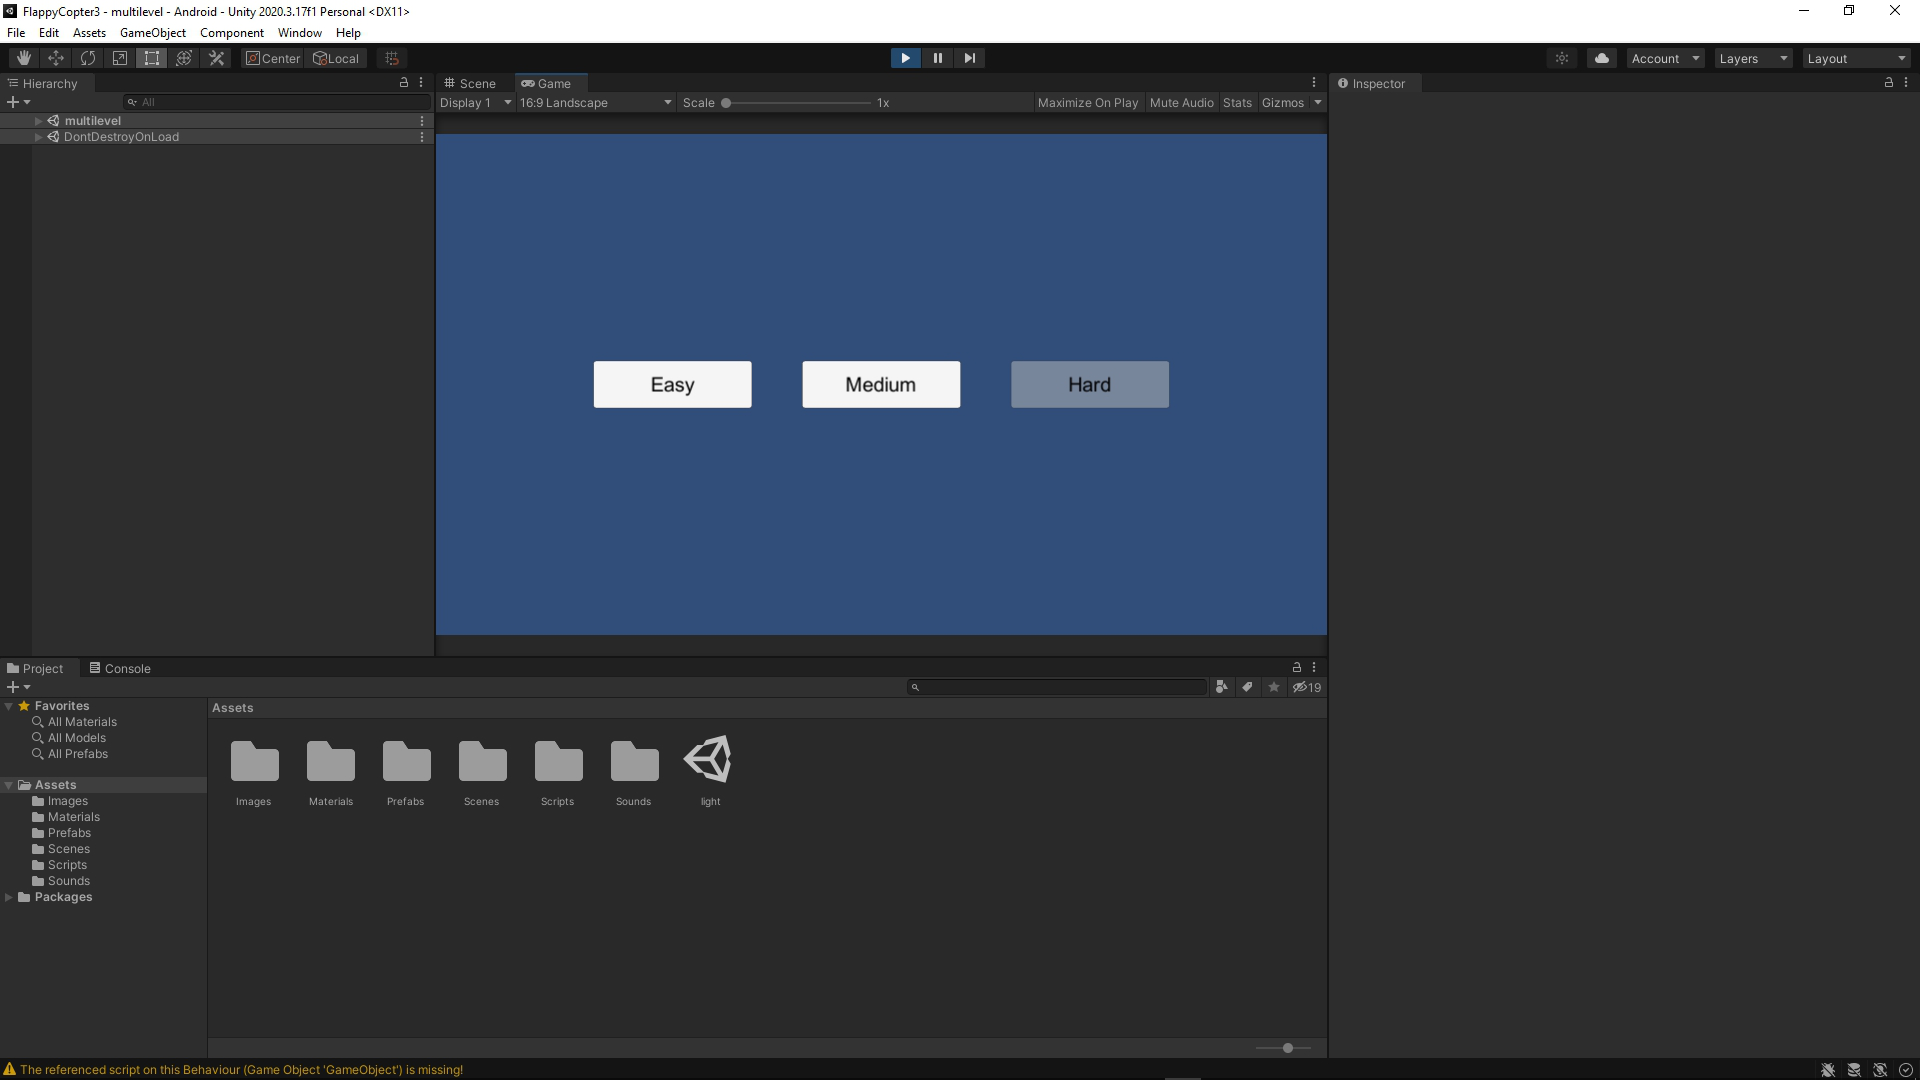 FlappyCopter3 - multilevel - Android - Unity 2020.3.17f1 Personal <DX11>
File Edit Assets GameObject Component Window Help
Center Local Account Layers Layout
Hierarchy
All
multilevel
DontDestroyOnLoad
Scene Game
Display 1 16:9 Landscape Scale 1x Maximize On Play Mute Audio Stats Gizmos
Easy Medium Hard
Inspector
Project Console
19
Favorites
All Materials
All Models
All Prefabs
Assets
Images
Materials
Prefabs
Scenes
Scripts
Sounds
Packages
Assets
Images Materials Prefabs Scenes Scripts Sounds light
The referenced script on this Behaviour (Game Object 'GameObject') is missing!